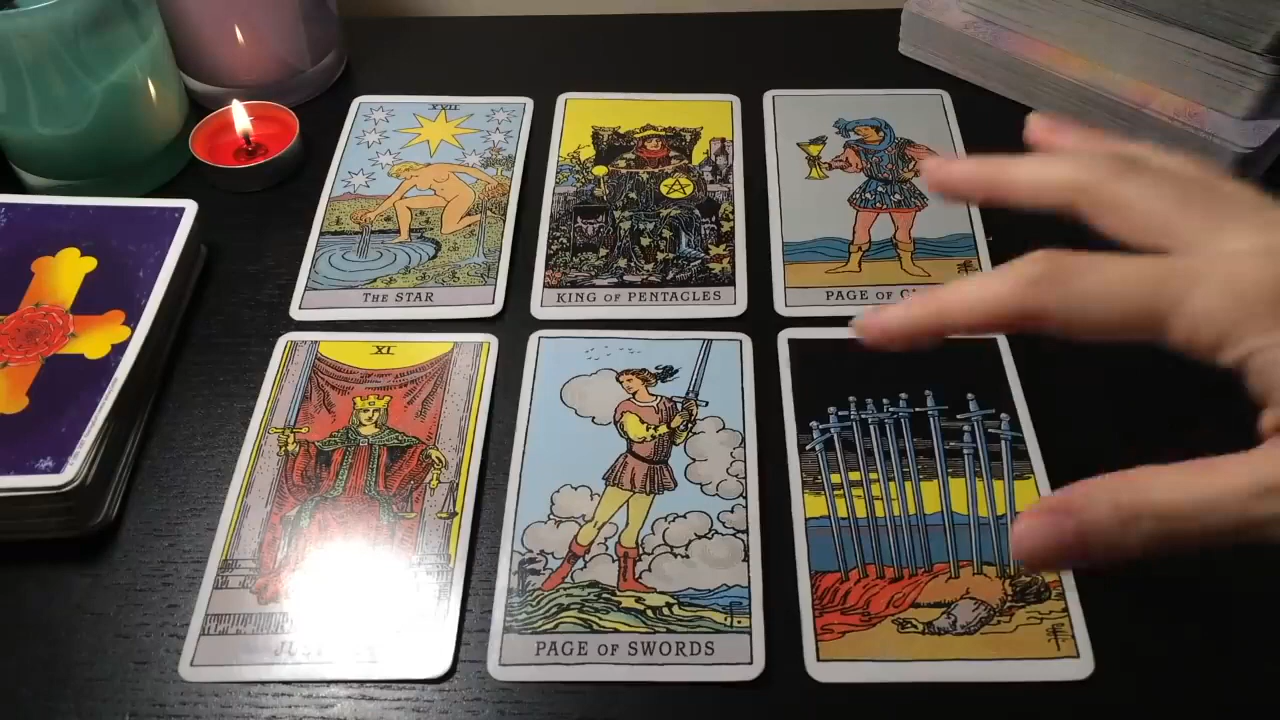 XVII
THE STAR
KING OF PENTACLES
PAGE OF
XI
PAGE OF SWORDS